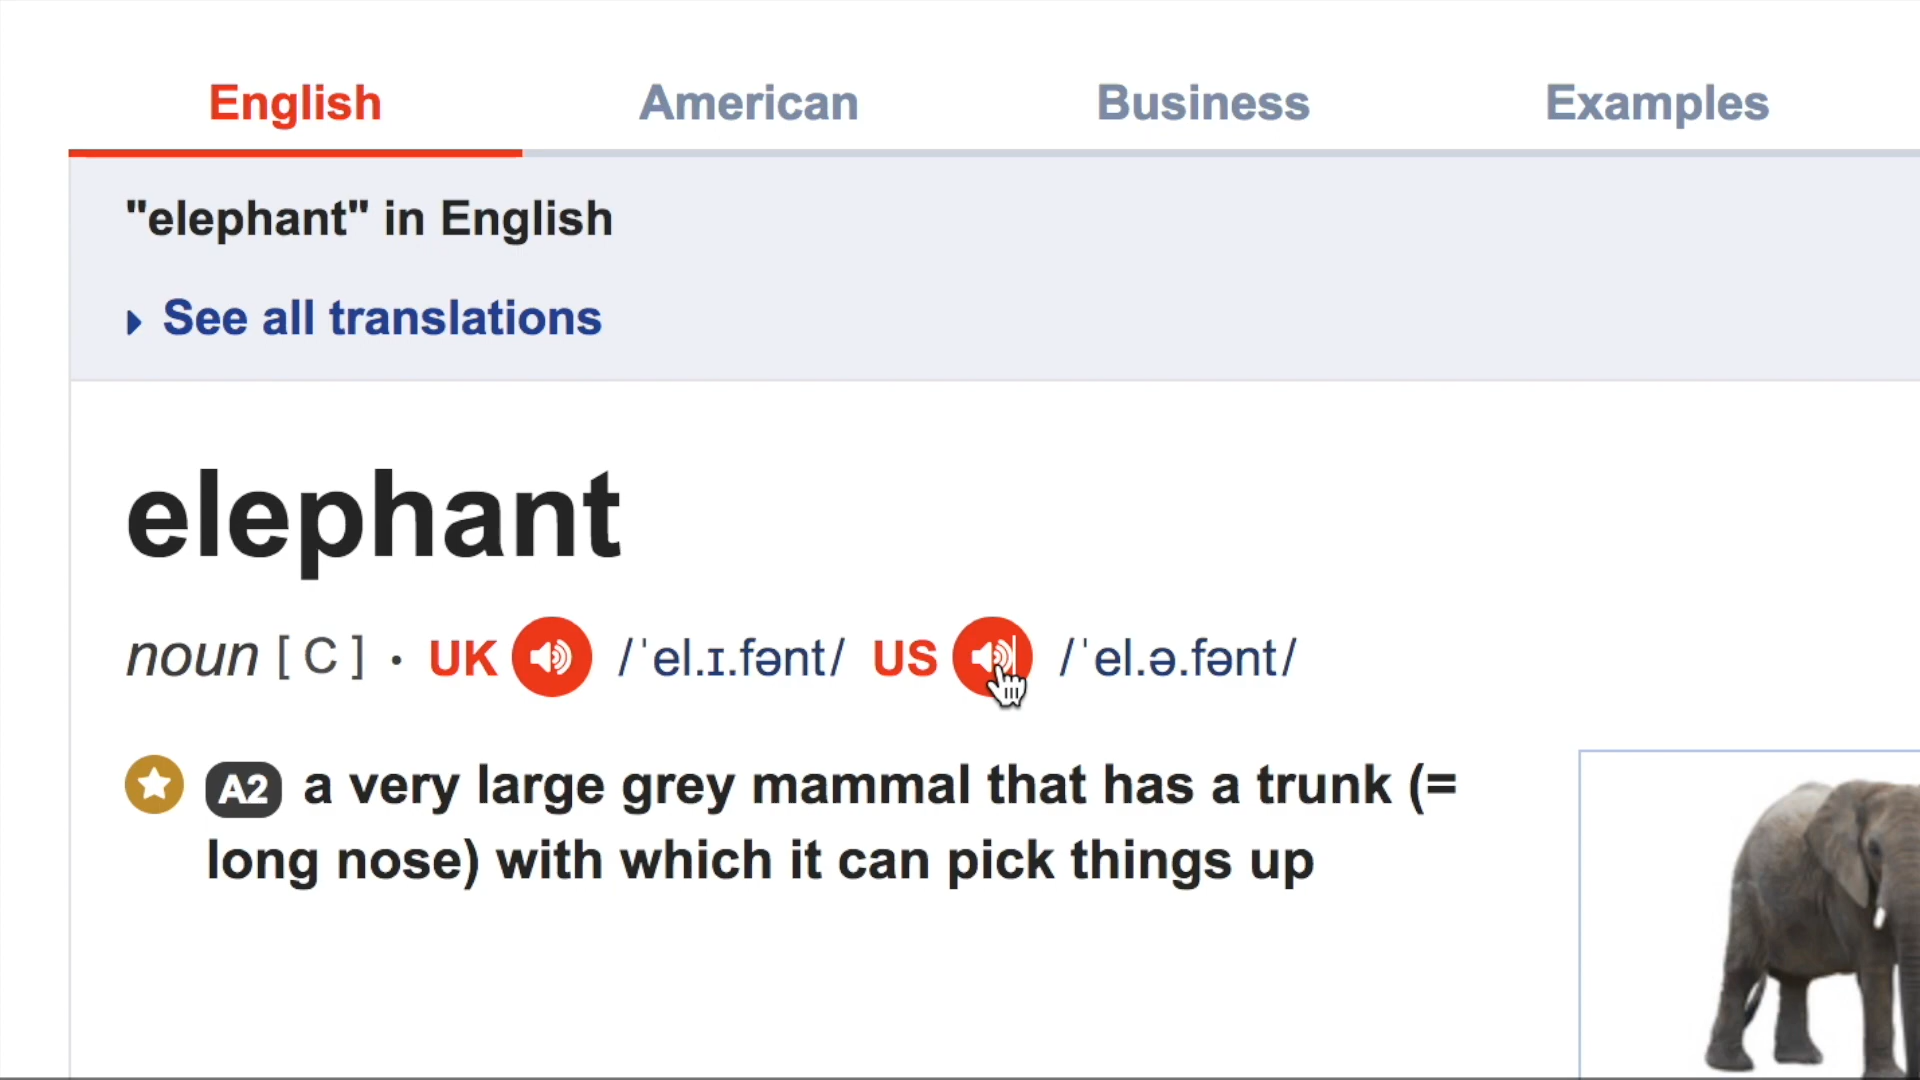 English American Business Examples
"elephant" in English
See all translations
elephant
noun [ C ] · UK /ˈel.ɪ.fənt/ US /ˈel.ə.fənt/
A2 a very large grey mammal that has a trunk (=
long nose) with which it can pick things up